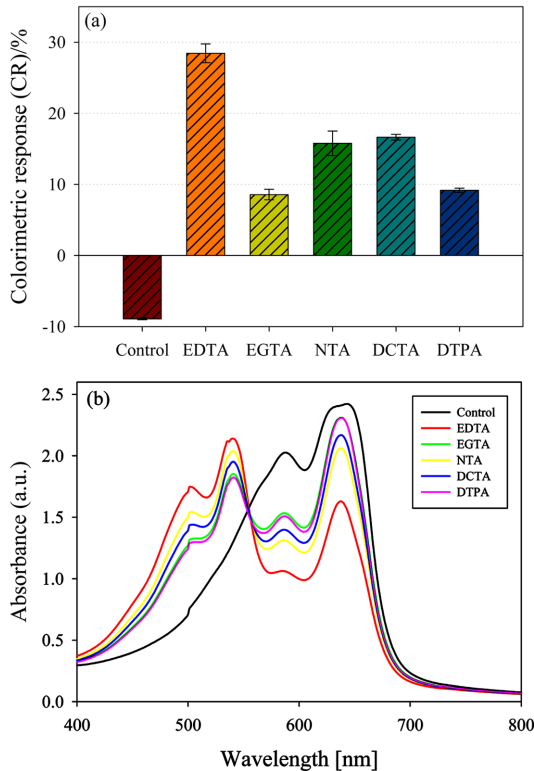 (a)
Colorimetric response (CR)/%
30
20
10
0
-10
Control EDTA EGTA NTA DCTA DTPA
(b)
Absorbance (a.u.)
2.5
2.0
1.5
1.0
0.5
0.0
Control
EDTA
EGTA
NTA
DCTA
DTPA
400 500 600 700 800
Wavelength [nm]